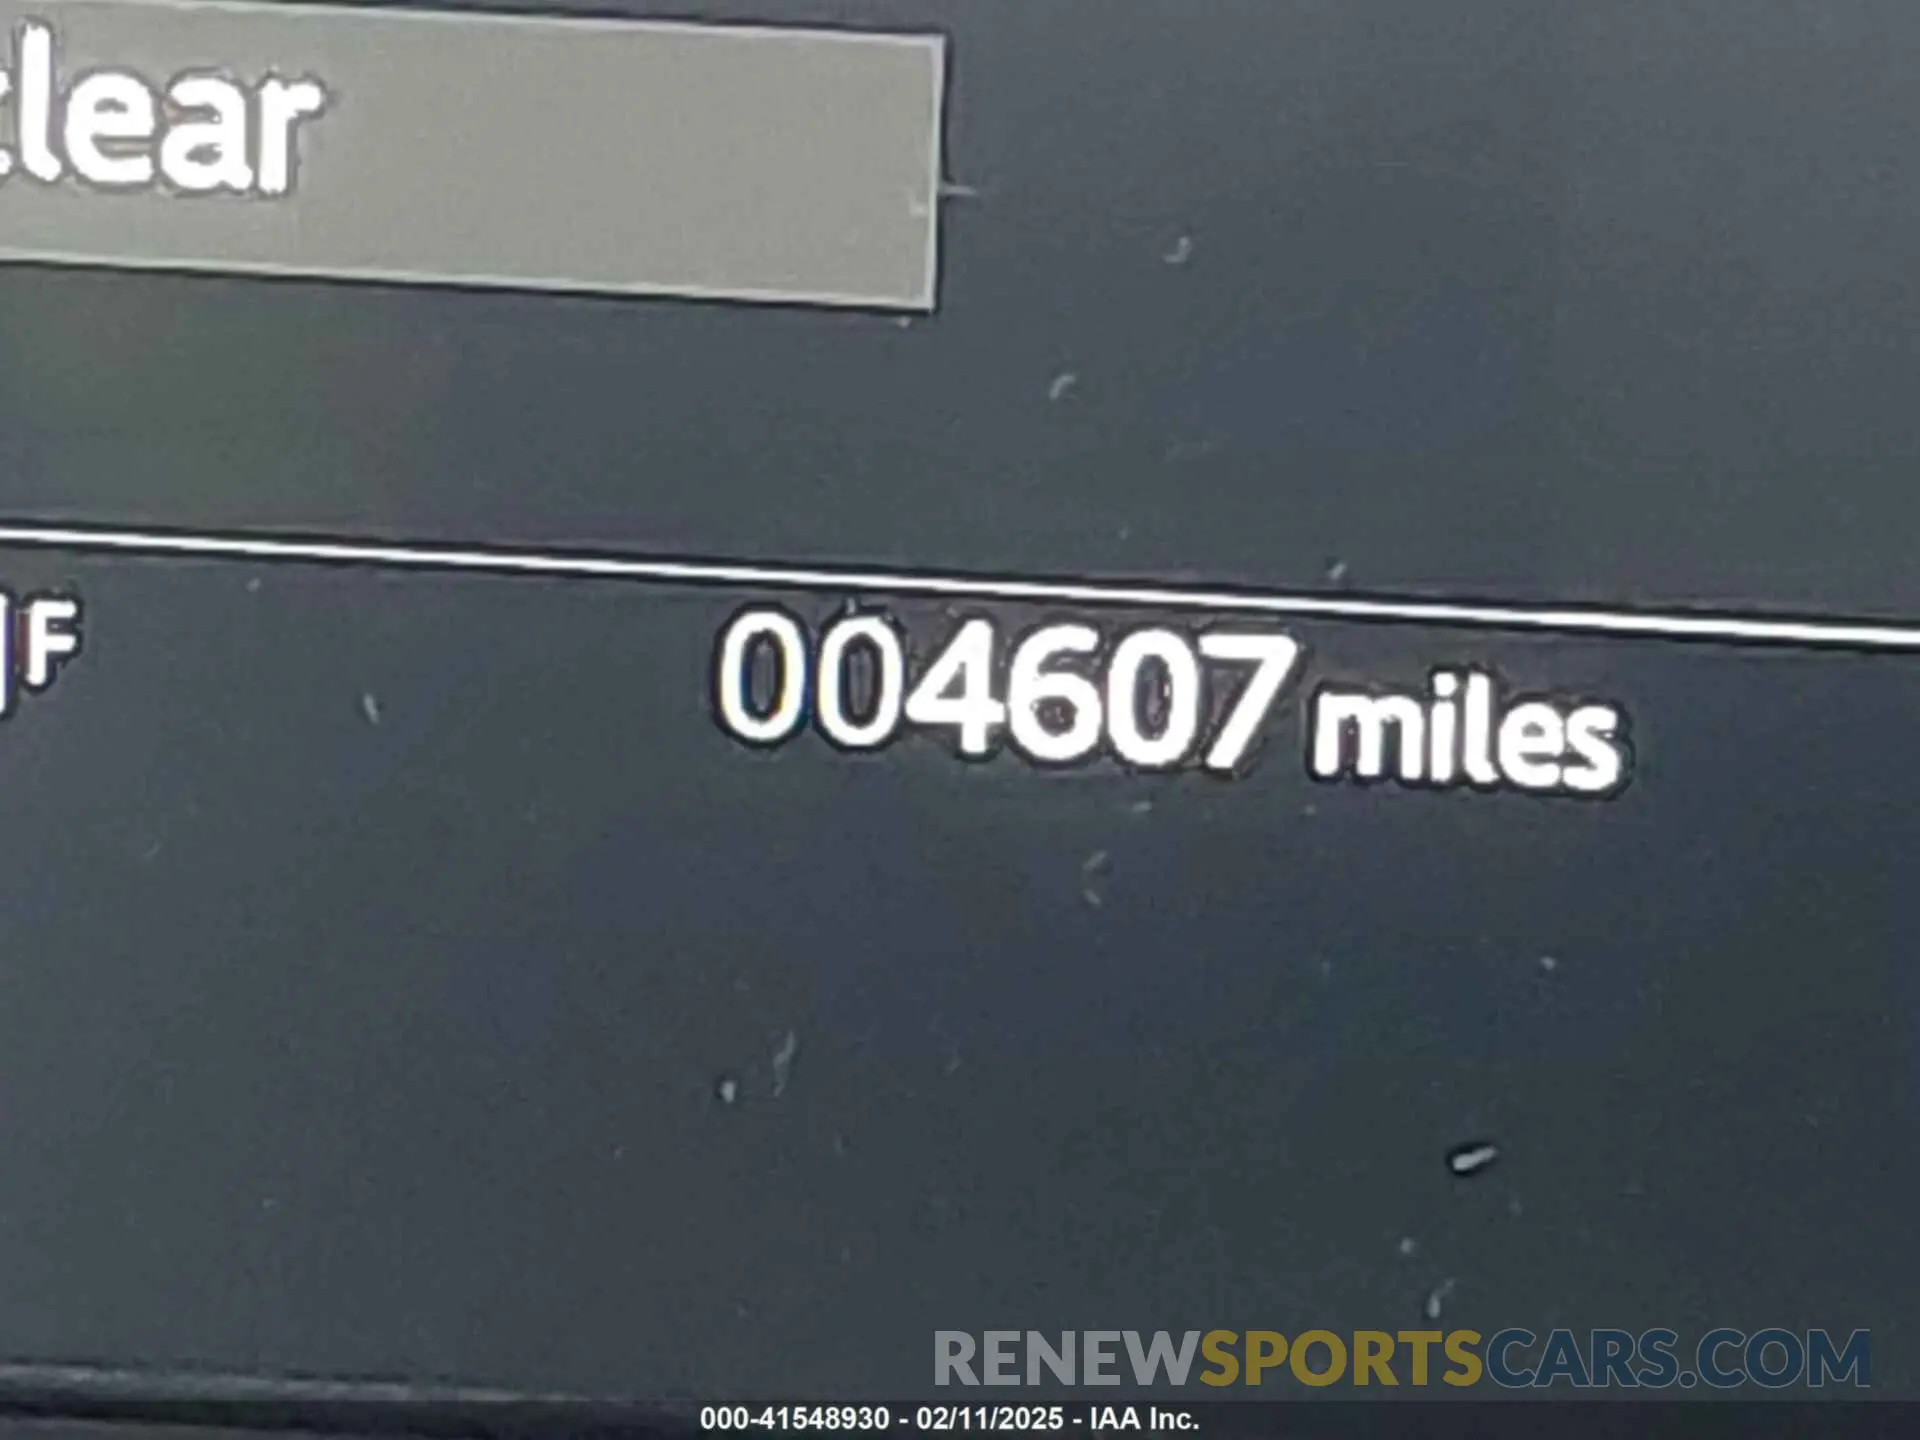 clear
F
004607 miles
RENEWSPORTSCARS.COM
000-41548930 - 02/11/2025 - IAA Inc.